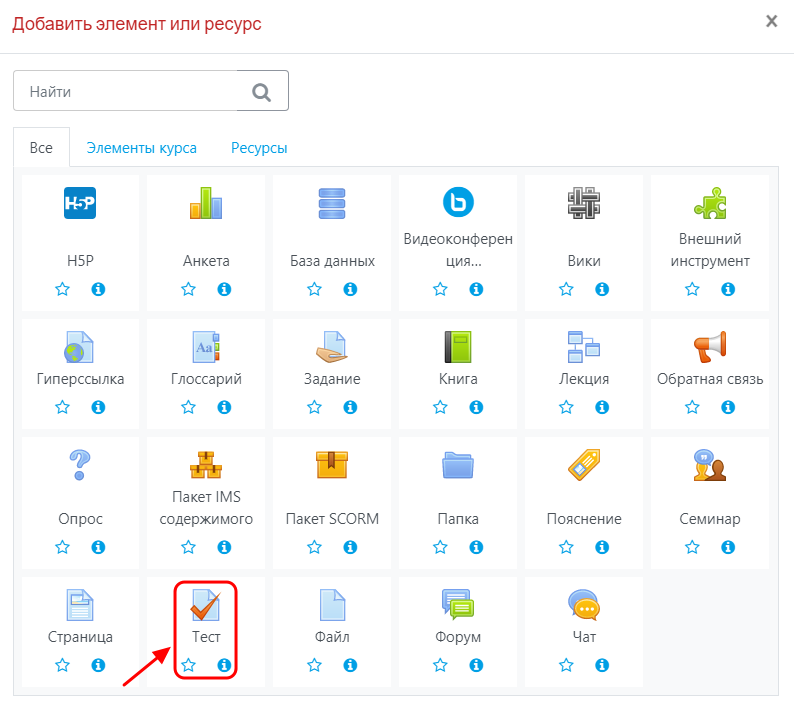 Добавить элемент или ресурс
Найти
Все Элементы курса Ресурсы
H5P
H5P
Анкета
База данных
Видеоконферен
ция...
Вики
Внешний
инструмент
Гиперссылка
Aa
Глоссарий
Задание
Книга
Лекция
Обратная связь
Опрос
Пакет IMS
содержимого
Пакет SCORM
Папка
Пояснение
Семинар
Страница
Тест
Файл
Форум
Чат